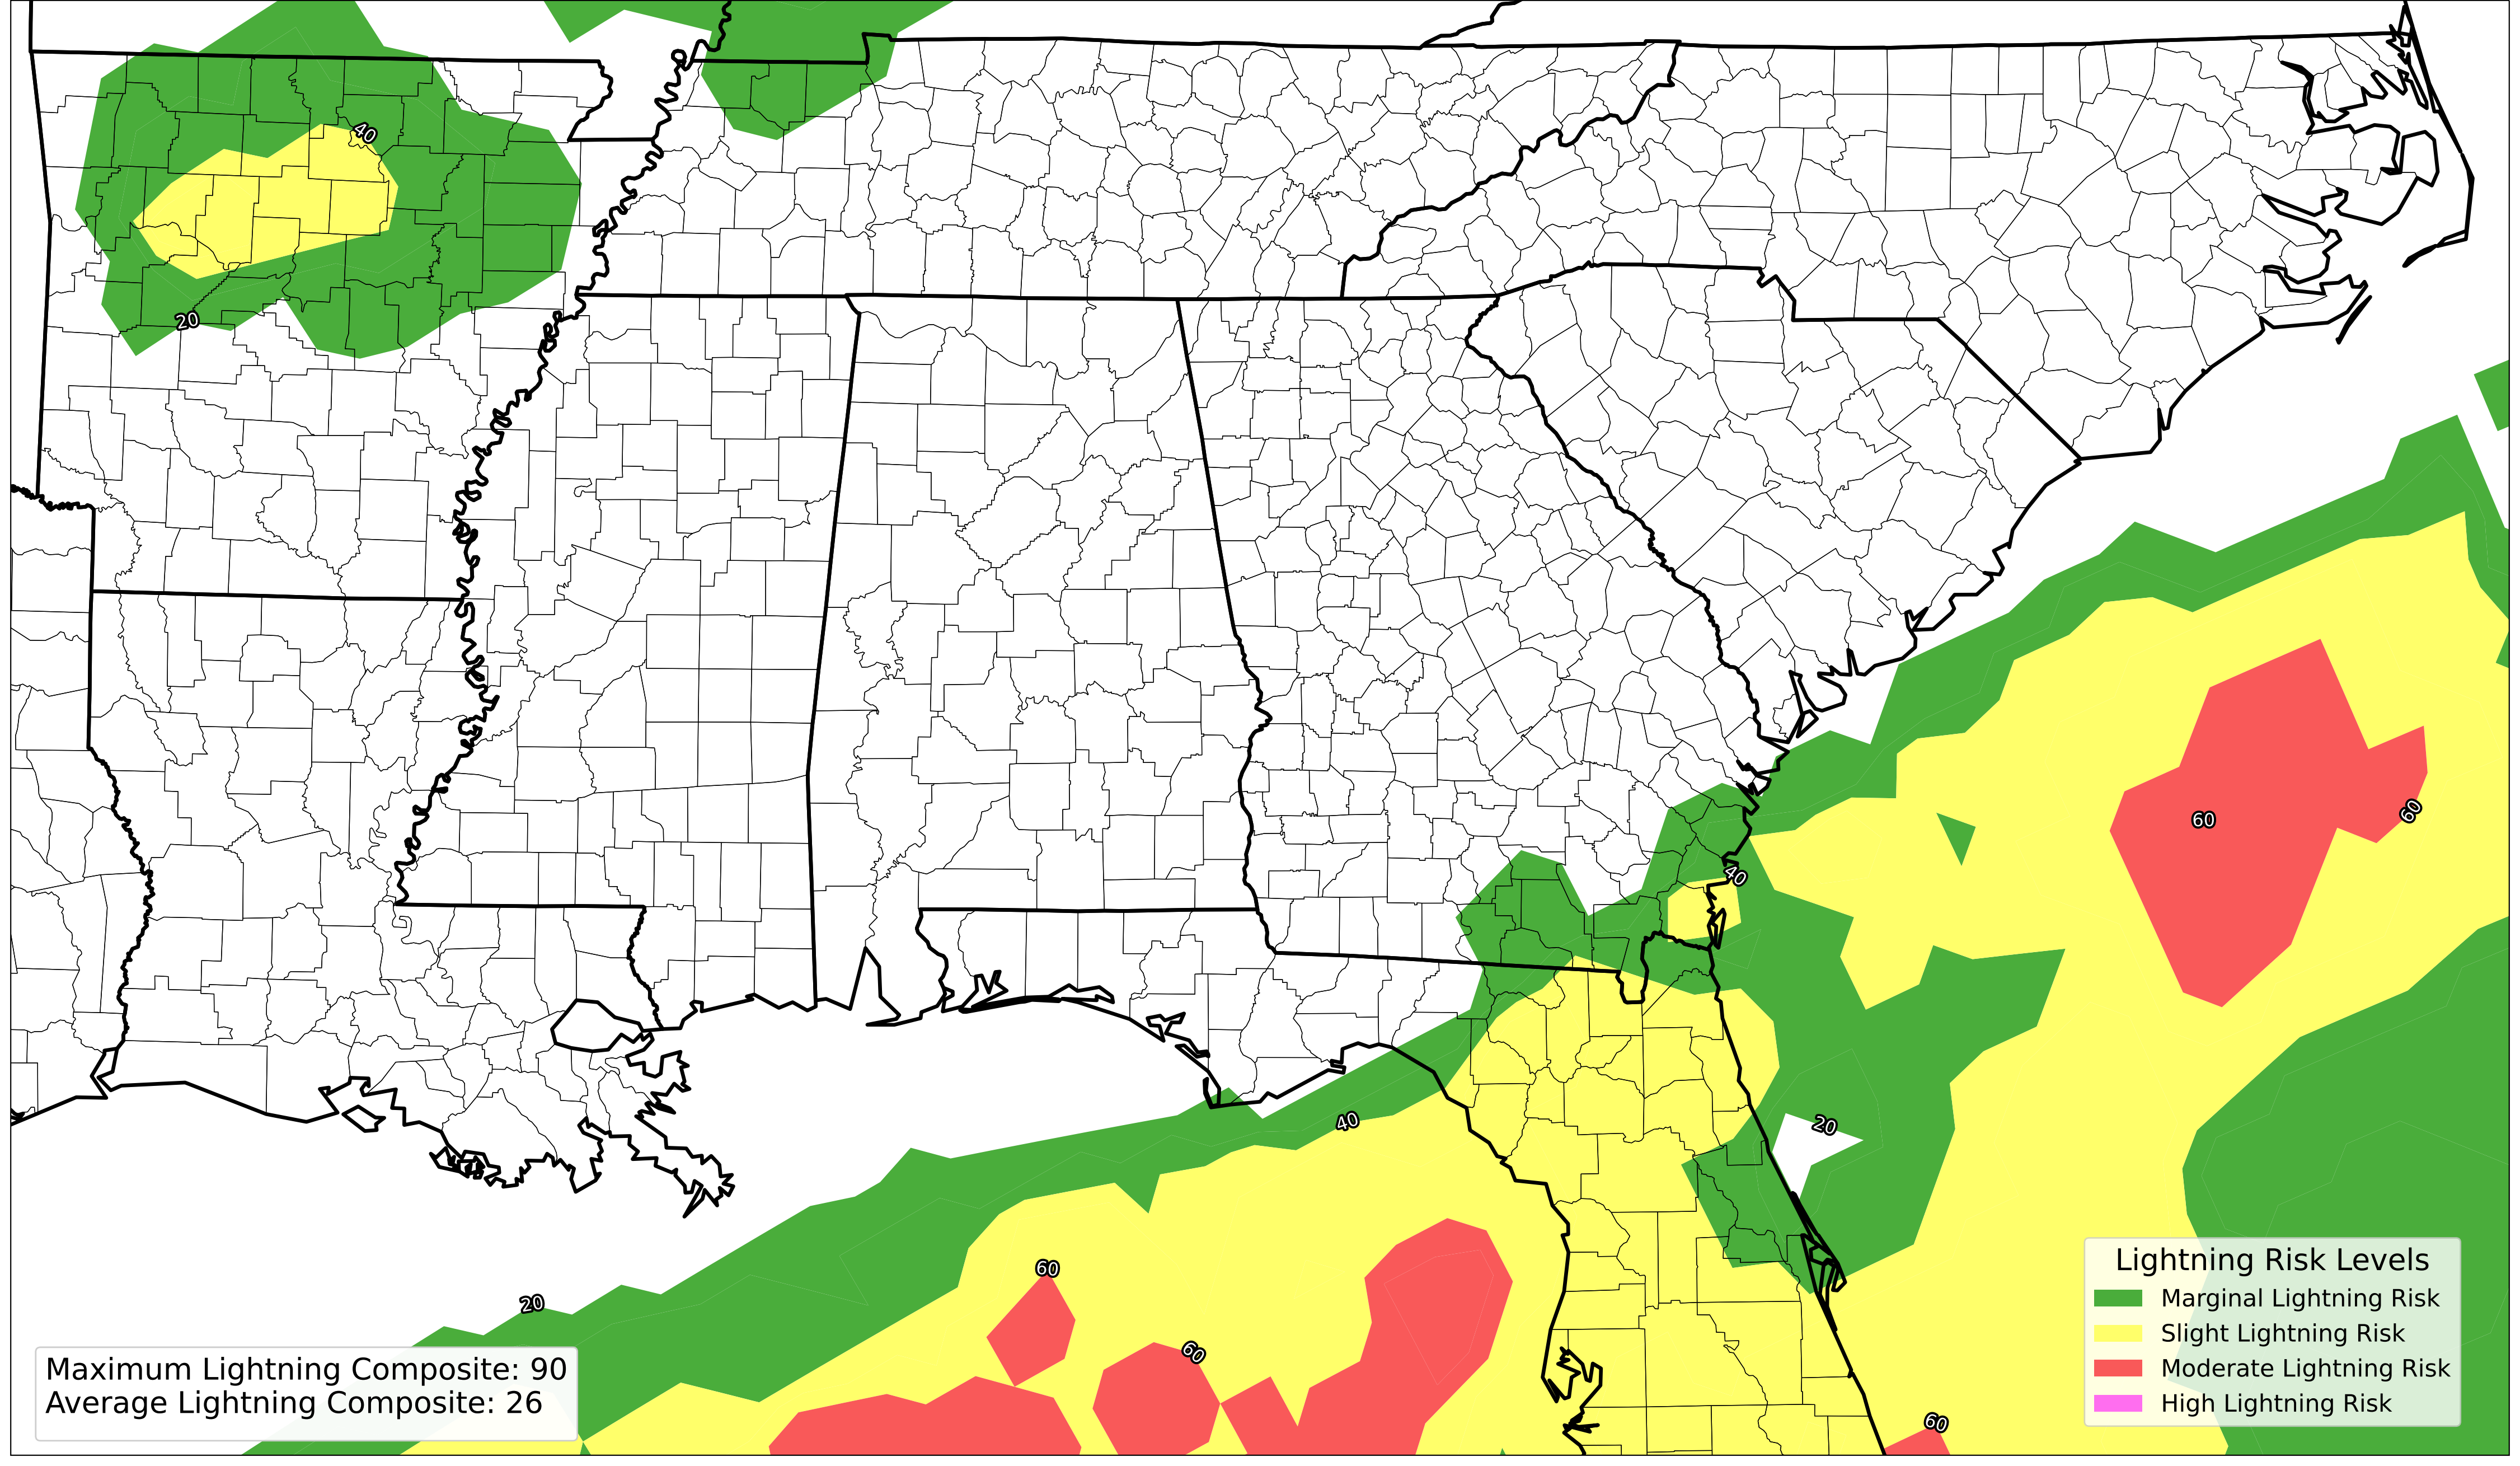 40
20
60
60
40
40
20
60
20
60
60
Maximum Lightning Composite: 90
Average Lightning Composite: 26
Lightning Risk Levels
Marginal Lightning Risk
Slight Lightning Risk
Moderate Lightning Risk
High Lightning Risk